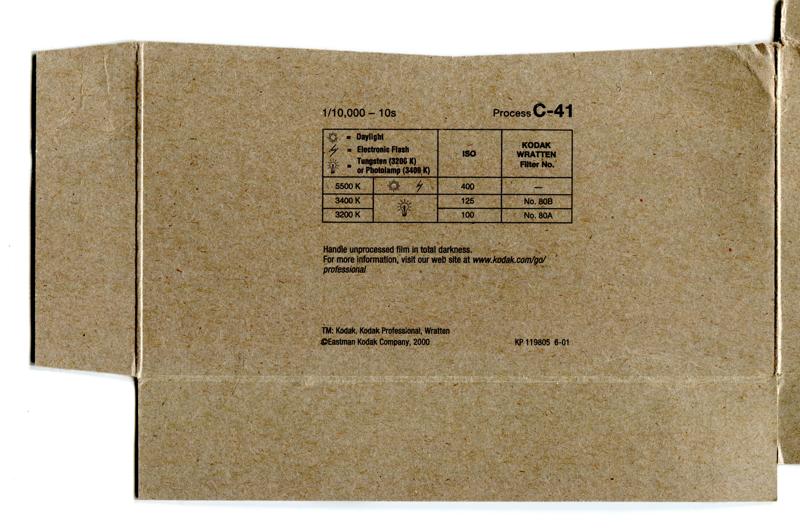 1/10,000 – 10s Process C-41
= Daylight
= Electronic Flash
= Tungsten (3200 K)
or Photolamp (3400 K)
ISO
KODAK
WRATTEN
Filter No.
5500 K 400 —
3400 K 125 No. 80B
3200 K 100 No. 80A
Handle unprocessed film in total darkness.
For more information, visit our web site at www.kodak.com/go/
professional
TM: Kodak, Kodak Professional, Wratten
©Eastman Kodak Company, 2000 KP 119805 6-01